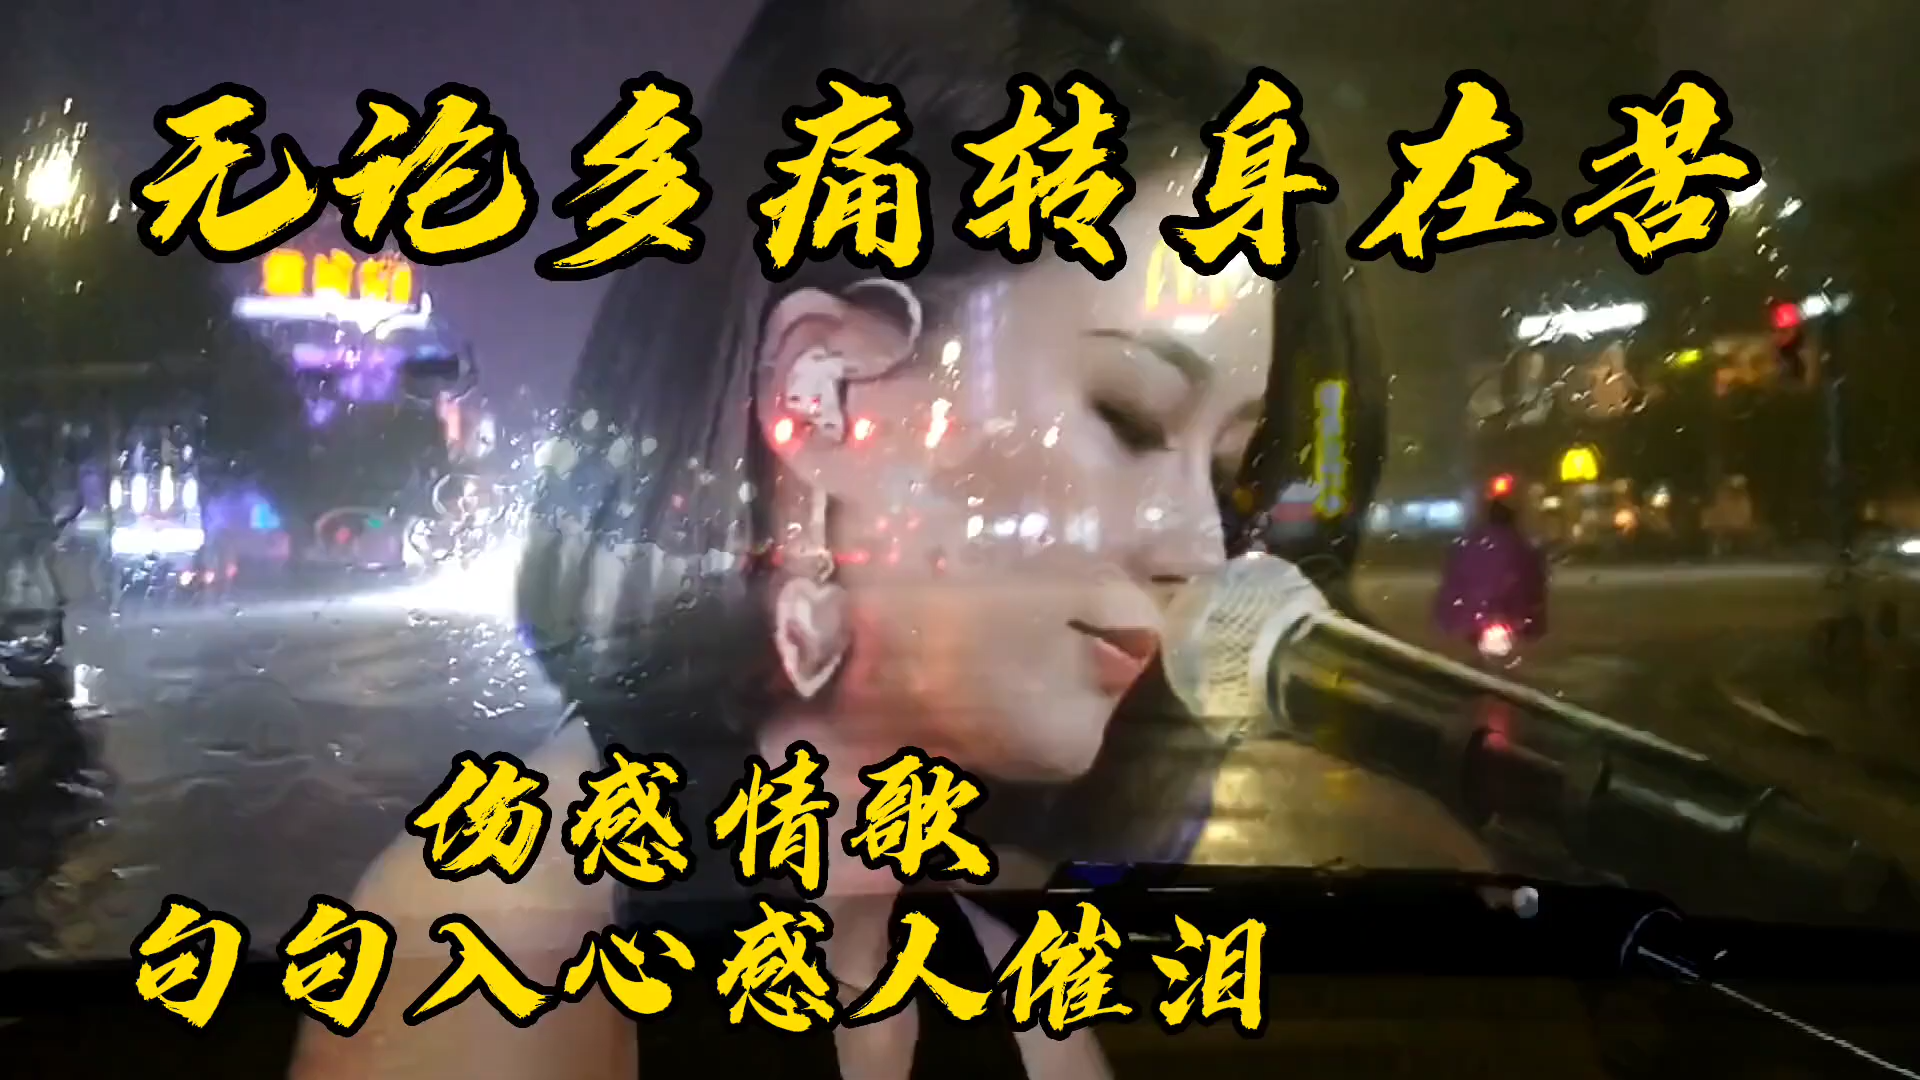 无论多痛转身在苦
伤感情歌
句句入心感人催泪